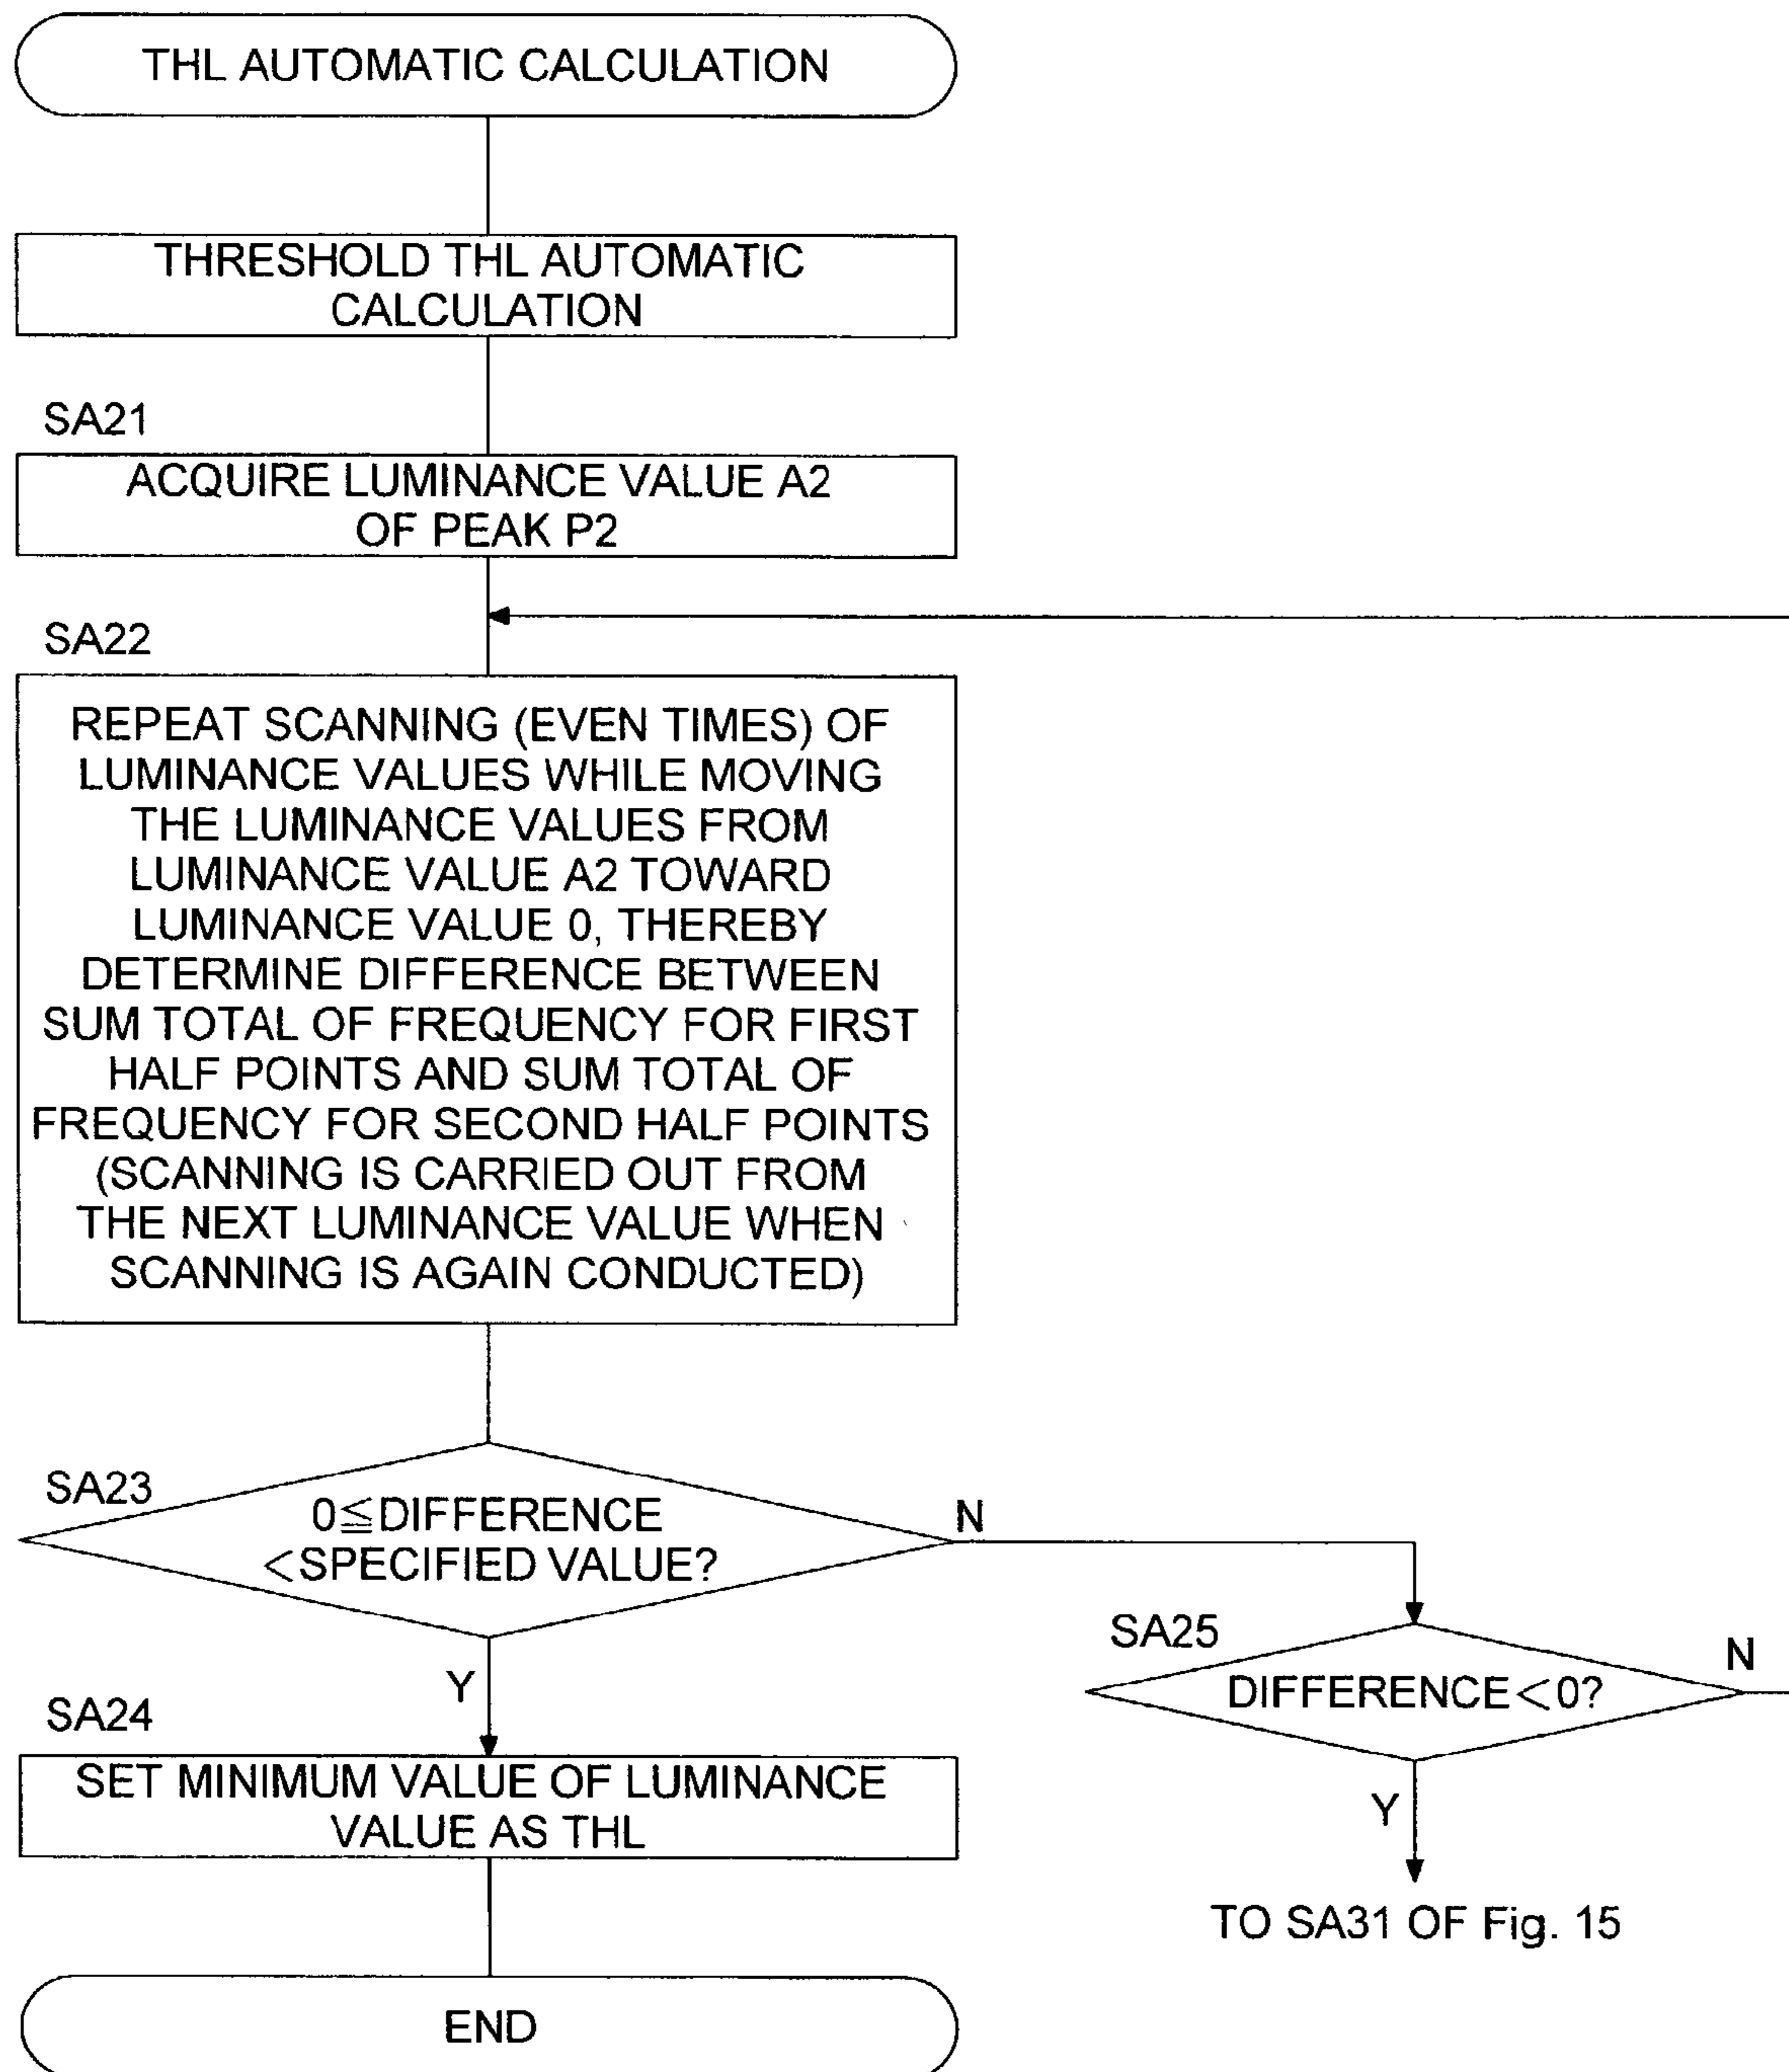 THL AUTOMATIC CALCULATION
THRESHOLD THL AUTOMATIC
CALCULATION
SA21
ACQUIRE LUMINANCE VALUE A2
OF PEAK P2
SA22
REPEAT SCANNING (EVEN TIMES) OF
LUMINANCE VALUES WHILE MOVING
THE LUMINANCE VALUES FROM
LUMINANCE VALUE A2 TOWARD
LUMINANCE VALUE 0, THEREBY
DETERMINE DIFFERENCE BETWEEN
SUM TOTAL OF FREQUENCY FOR FIRST
HALF POINTS AND SUM TOTAL OF
FREQUENCY FOR SECOND HALF POINTS
(SCANNING IS CARRIED OUT FROM
THE NEXT LUMINANCE VALUE WHEN
SCANNING IS AGAIN CONDUCTED)
SA23
0≦DIFFERENCE
<SPECIFIED VALUE?
N
Y
SA25
DIFFERENCE<0?
N
Y
TO SA31 OF Fig. 15
SA24
SET MINIMUM VALUE OF LUMINANCE
VALUE AS THL
END